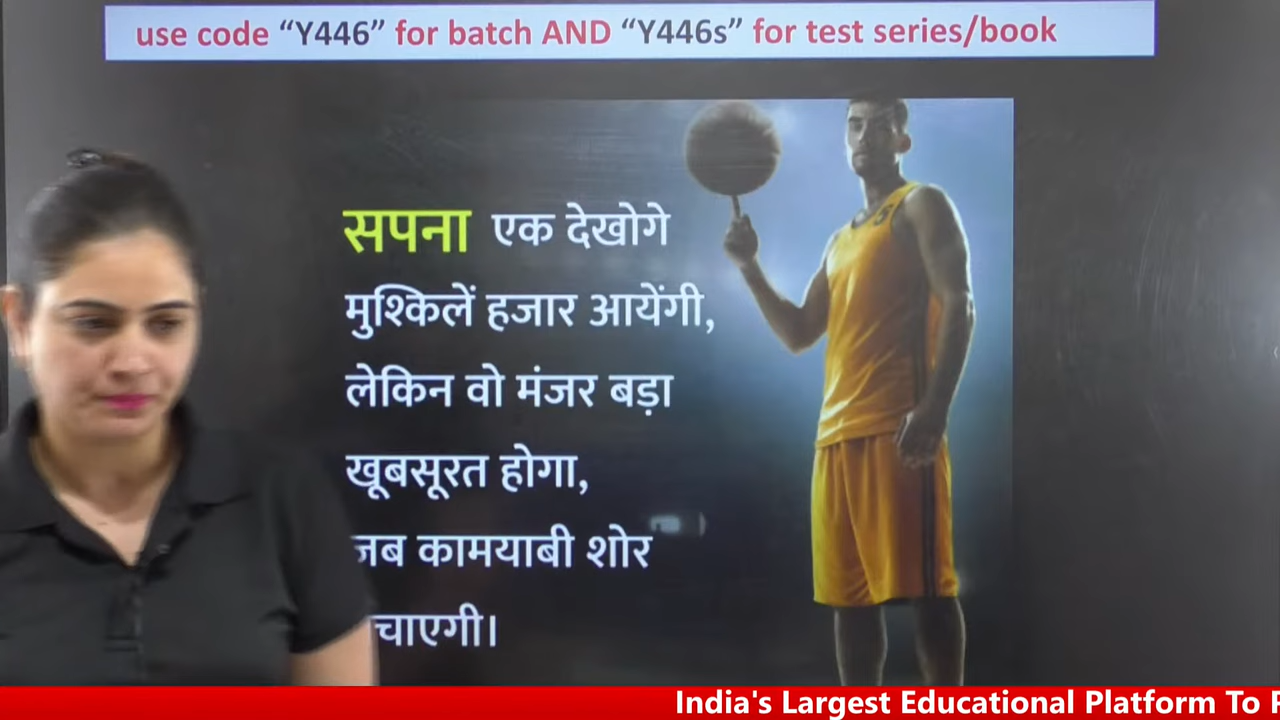 use code “Y446” for batch AND “Y446s” for test series/book
सपना एक देखोगे
मुश्किलें हजार आयेंगी,
लेकिन वो मंजर बड़ा
खूबसूरत होगा,
जब कामयाबी शोर
चाएगी।
India's Largest Educational Platform To